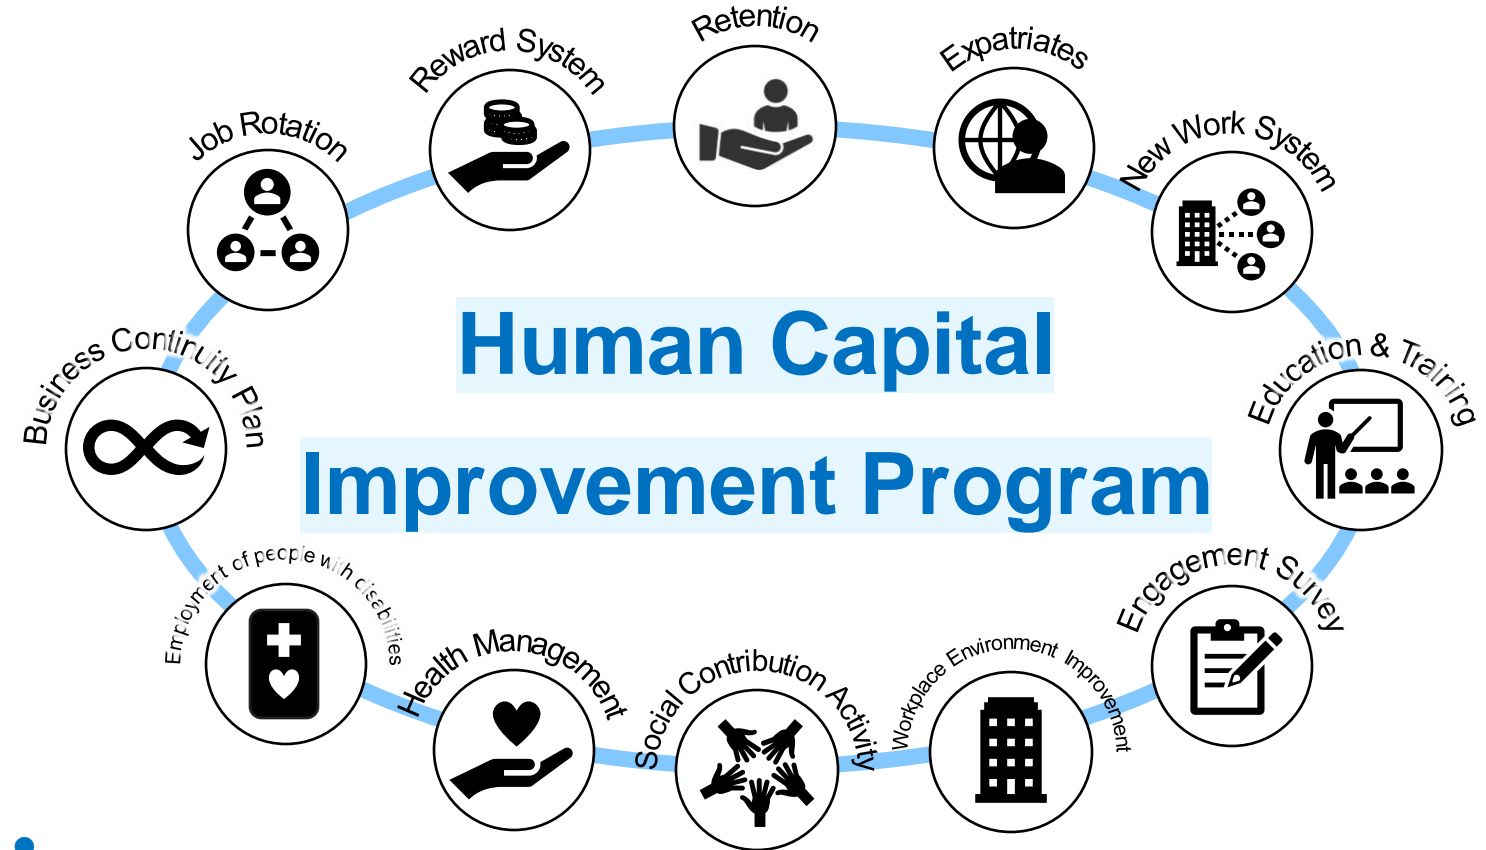 Retention
Reward System
Expatriates
Job Rotation
New Work System
Human Capital
Improvement Program
Business Continuity Plan
Education & Training
Employment of people with disabilities
Engagement Survey
Health Management
Social Contribution Activity
Workplace Environment Improvement